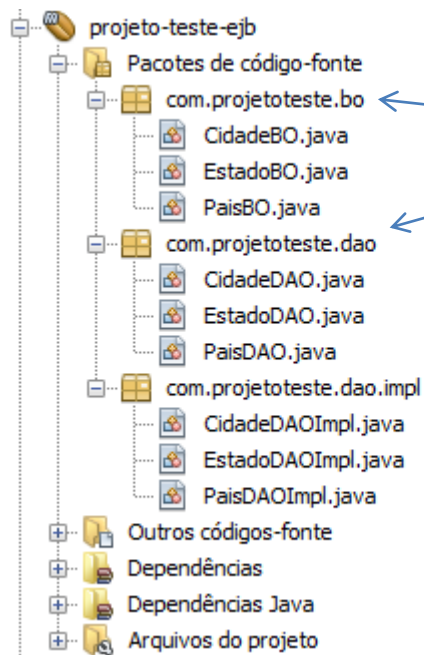 projeto-teste-ejb
Pacotes de código-fonte
com.projetoteste.bo
CidadeBO.java
EstadoBO.java
PaisBO.java
com.projetoteste.dao
CidadeDAO.java
EstadoDAO.java
PaisDAO.java
com.projetoteste.dao.impl
CidadeDAOImpl.java
EstadoDAOImpl.java
PaisDAOImpl.java
Outros códigos-fonte
Dependências
Dependências Java
Arquivos do projeto